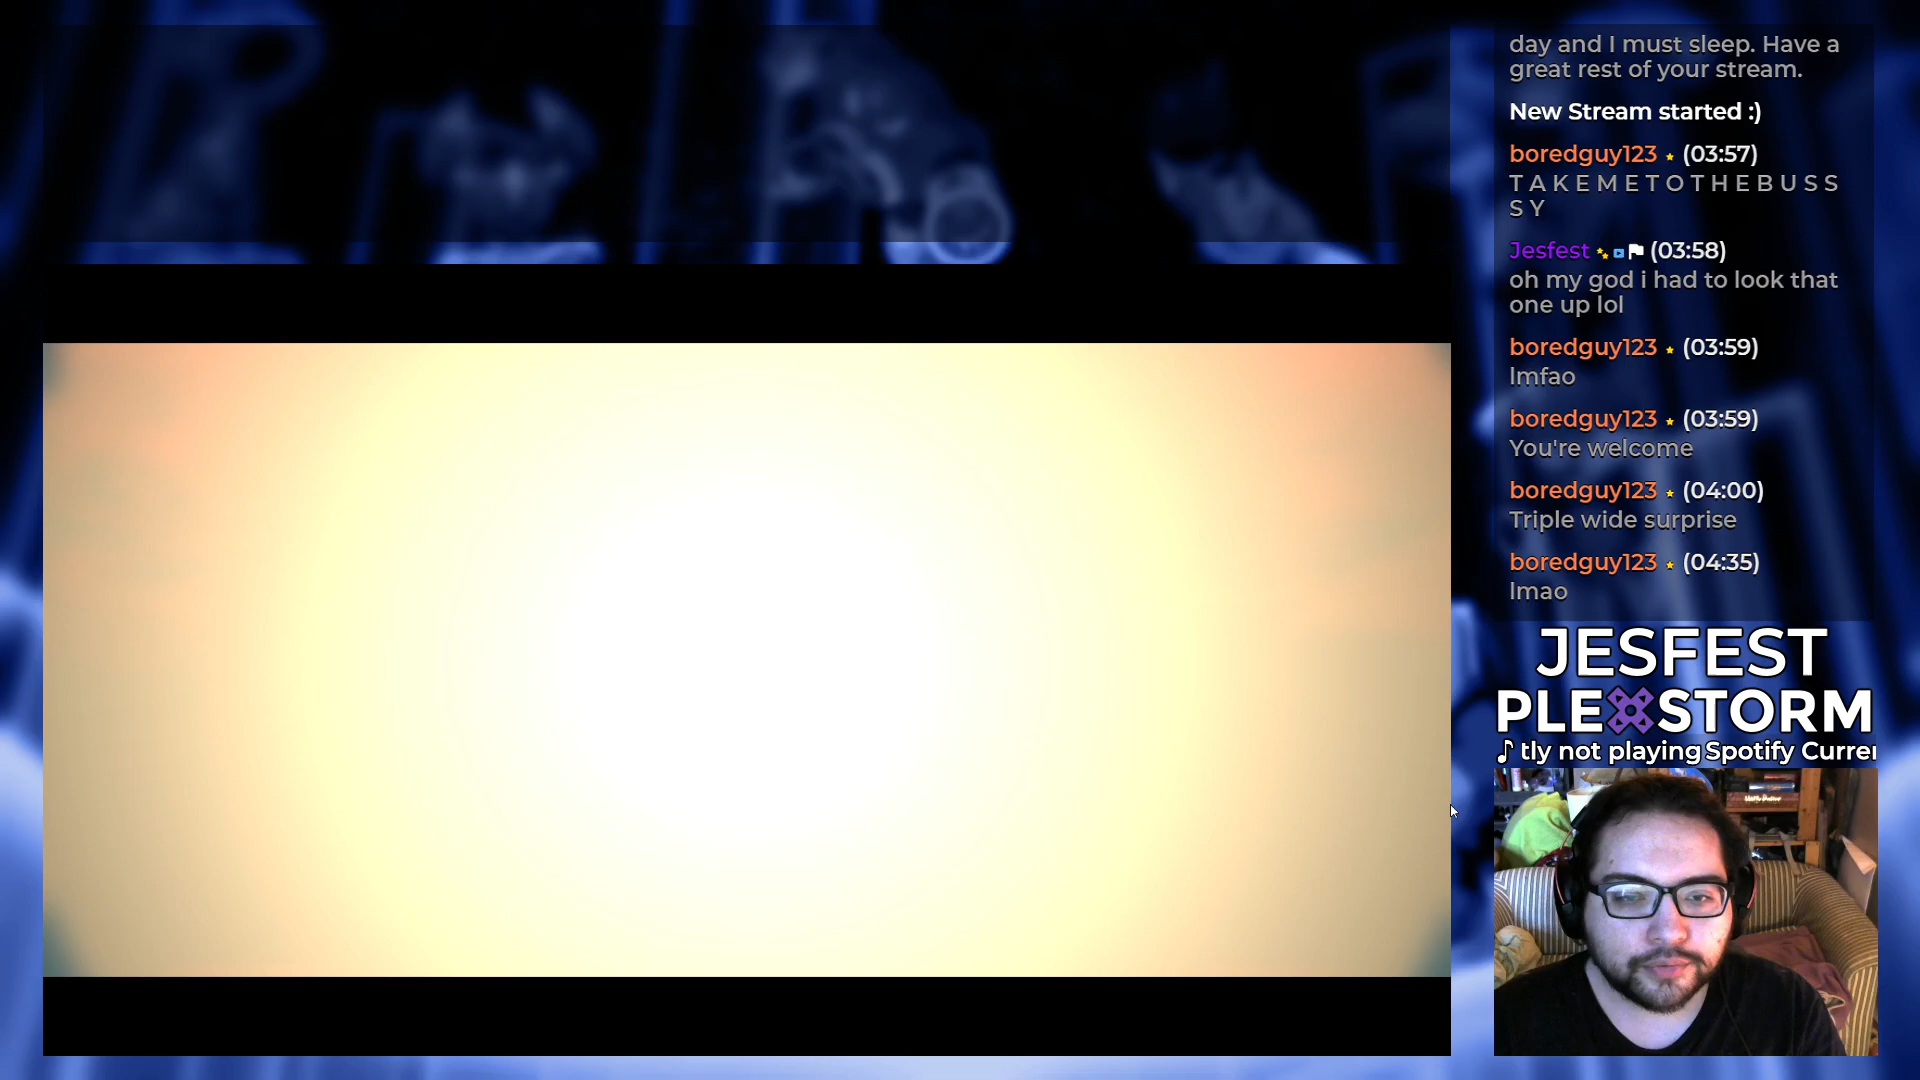 day and I must sleep. Have a
great rest of your stream.
New Stream started :)
boredguy123 (03:57)
T A K E M E T O T H E B U S S
S Y
Jesfest (03:58)
oh my god i had to look that
one up lol
boredguy123 (03:59)
lmfao
boredguy123 (03:59)
You're welcome
boredguy123 (04:00)
Triple wide surprise
boredguy123 (04:35)
lmao
JESFEST
PLEXSTORM
tly not playing Spotify Curre